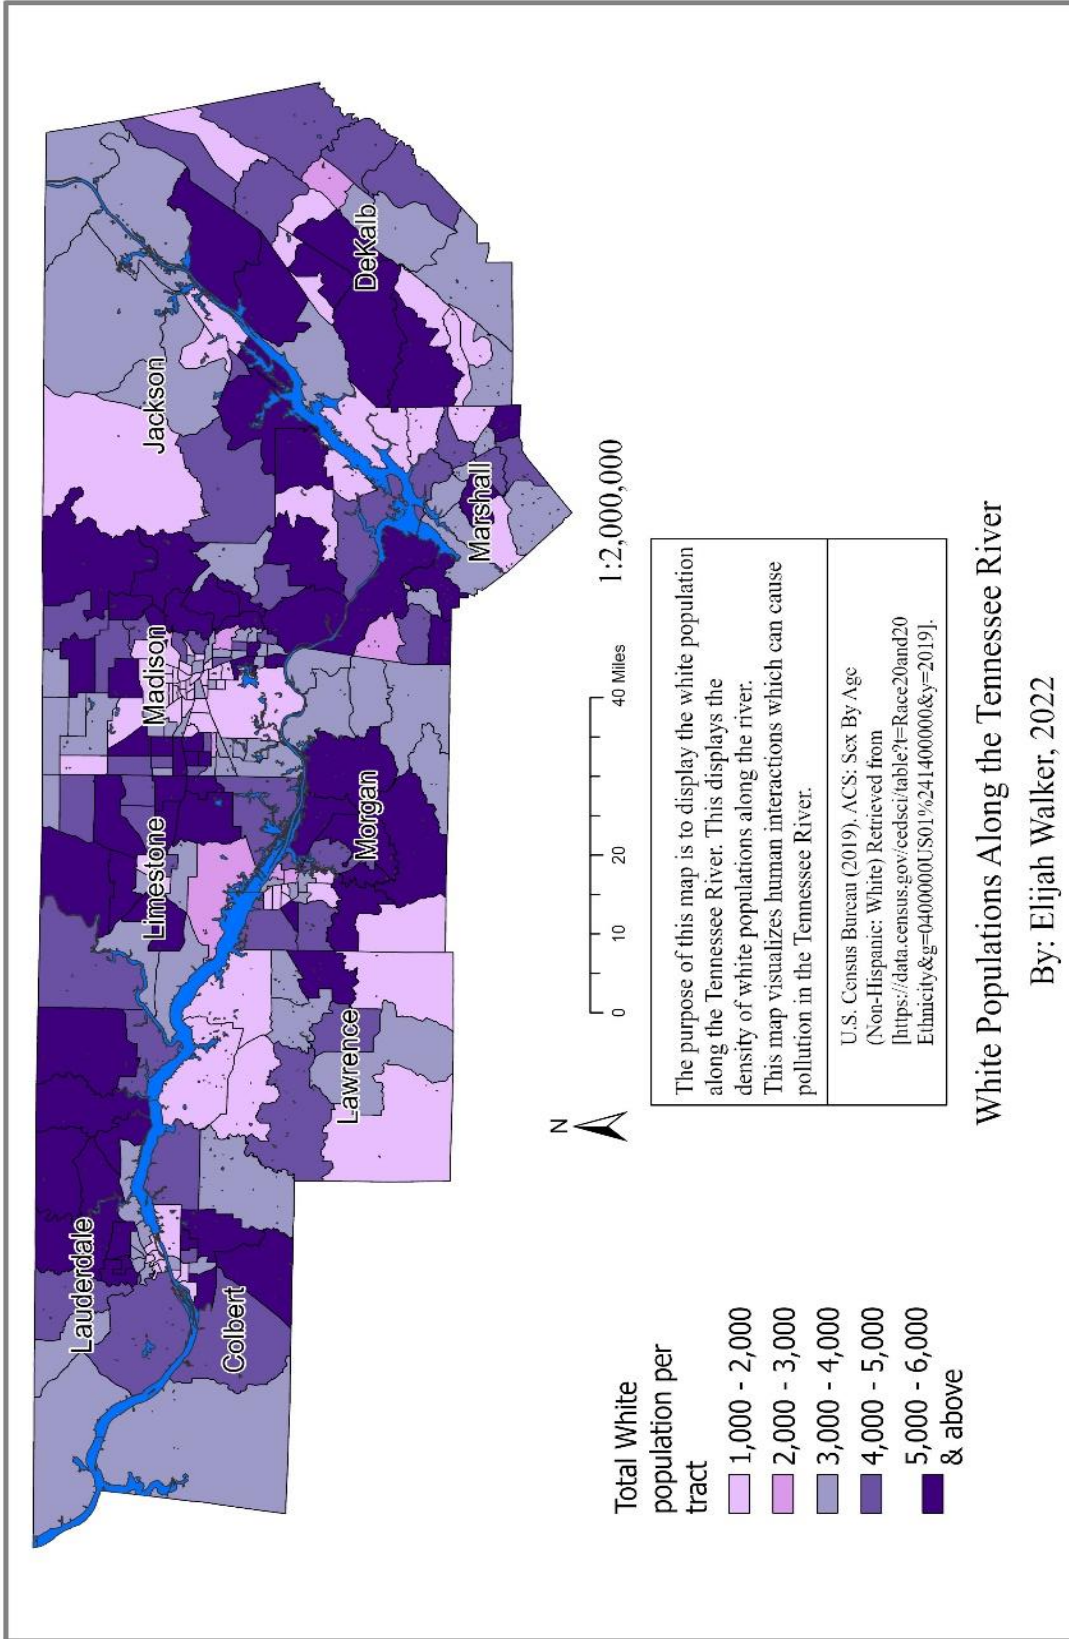 Lauderdale
Limestone
Madison
Jackson
Colbert
Lawrence
Morgan
Marshall
DeKalb
N
0 10 20 40 Miles
1:2,000,000
Total White
population per
tract
1,000 - 2,000
2,000 - 3,000
3,000 - 4,000
4,000 - 5,000
5,000 - 6,000
& above
The purpose of this map is to display the white population
along the Tennessee River. This displays the
density of white populations along the river.
This map visualizes human interactions which can cause
pollution in the Tennessee River.
U.S. Census Bureau (2019). ACS: Sex By Age
(Non-Hispanic: White) Retrieved from
[https://data.census.gov/cedsci/table?t=Race20and20
Ethnicity&g=0400000US01%241400000&y=2019].
White Populations Along the Tennessee River
By: Elijah Walker, 2022